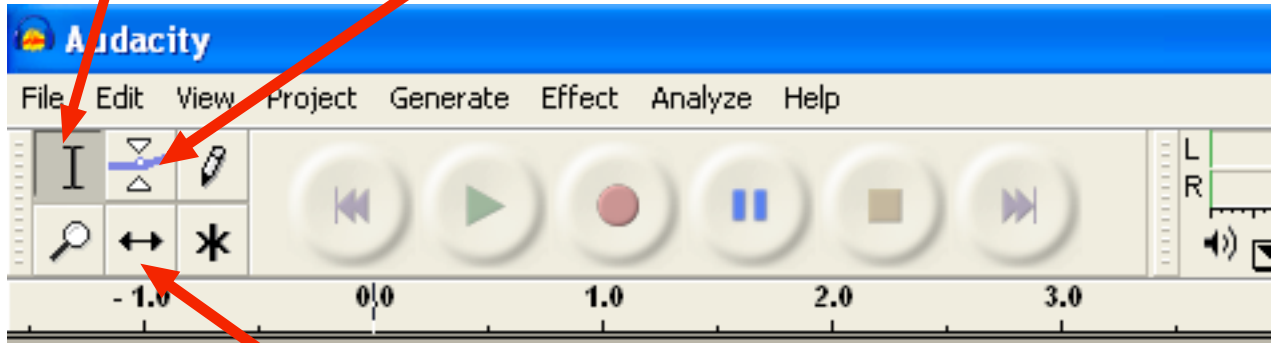 Audacity
File Edit View Project Generate Effect Analyze Help
L
R
- 1.0 0.0 1.0 2.0 3.0